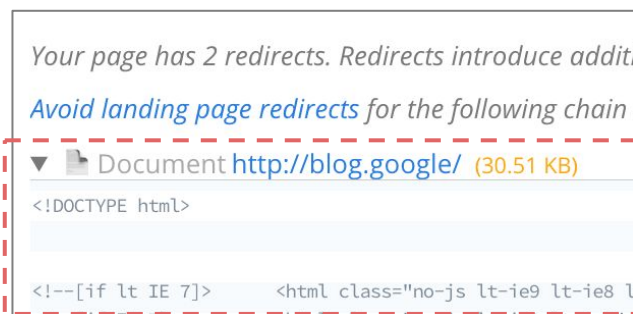 Your page has 2 redirects. Redirects introduce additi
Avoid landing page redirects for the following chain
▼ Document http://blog.google/ (30.51 KB)
<!DOCTYPE html>
<!--[if lt IE 7]>      <html class="no-js lt-ie9 lt-ie8 l